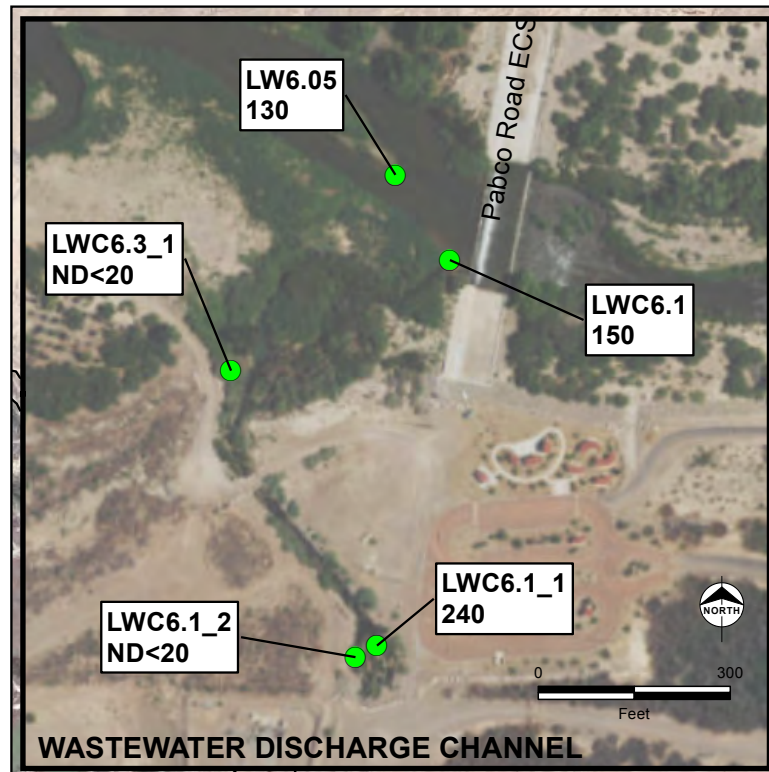 LW6.05
130
Pabco Road ECS
LWC6.3_1
ND<20
LWC6.1
150
LWC6.1_1
240
LWC6.1_2
ND<20
NORTH
0 300
Feet
WASTEWATER DISCHARGE CHANNEL